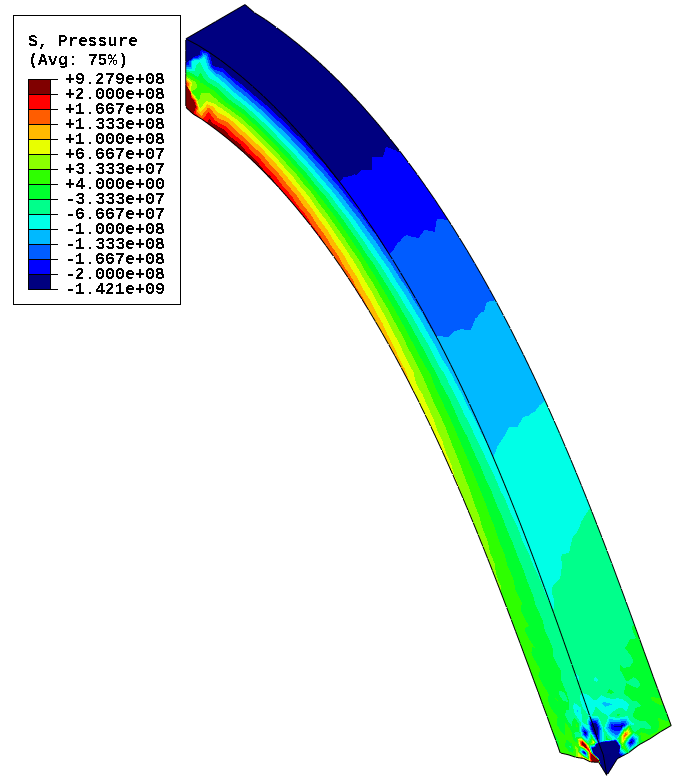 S, Pressure
(Avg: 75%)
+9.279e+08
+2.000e+08
+1.667e+08
+1.333e+08
+1.000e+08
+6.667e+07
+3.333e+07
+4.000e+00
-3.333e+07
-6.667e+07
-1.000e+08
-1.333e+08
-1.667e+08
-2.000e+08
-1.421e+09